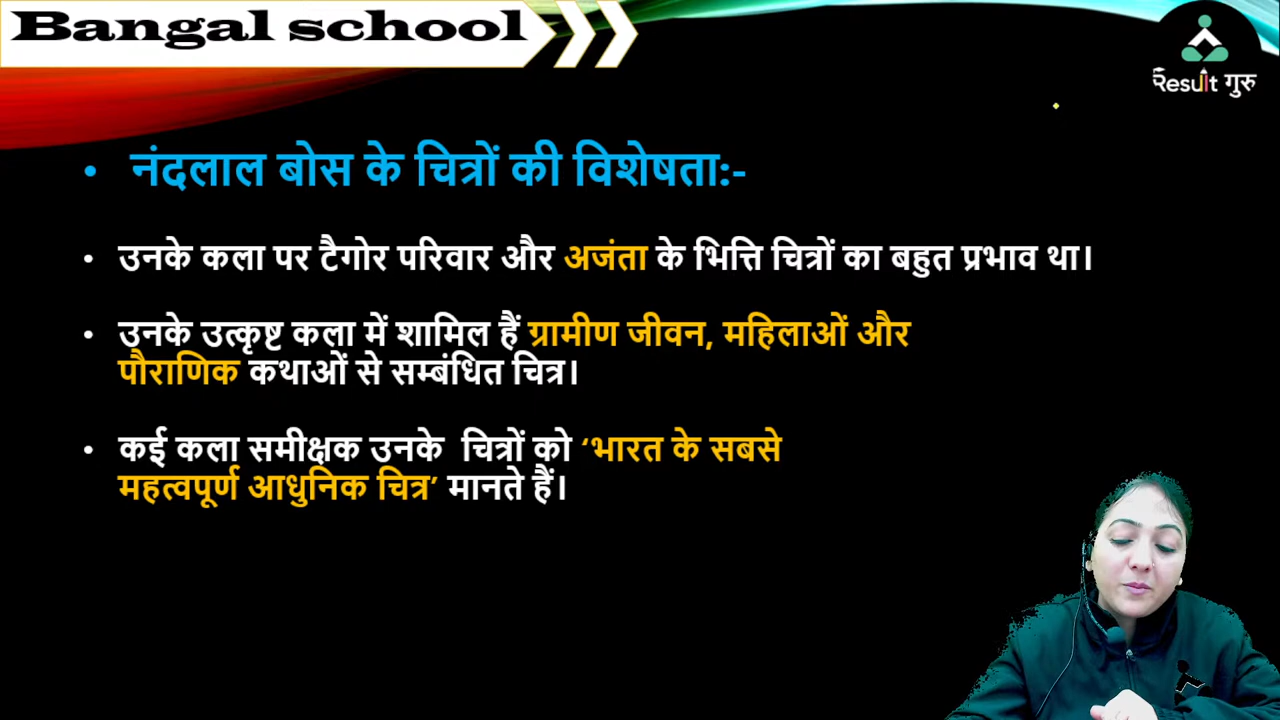 Bangal school
Result गुरु
• नंदलाल बोस के चित्रों की विशेषता:-
• उनके कला पर टैगोर परिवार और अजंता के भित्ति चित्रों का बहुत प्रभाव था।
• उनके उत्कृष्ट कला में शामिल हैं ग्रामीण जीवन, महिलाओं और
पौराणिक कथाओं से सम्बंधित चित्र।
• कई कला समीक्षक उनके चित्रों को ‘भारत के सबसे
महत्वपूर्ण आधुनिक चित्र’ मानते हैं।